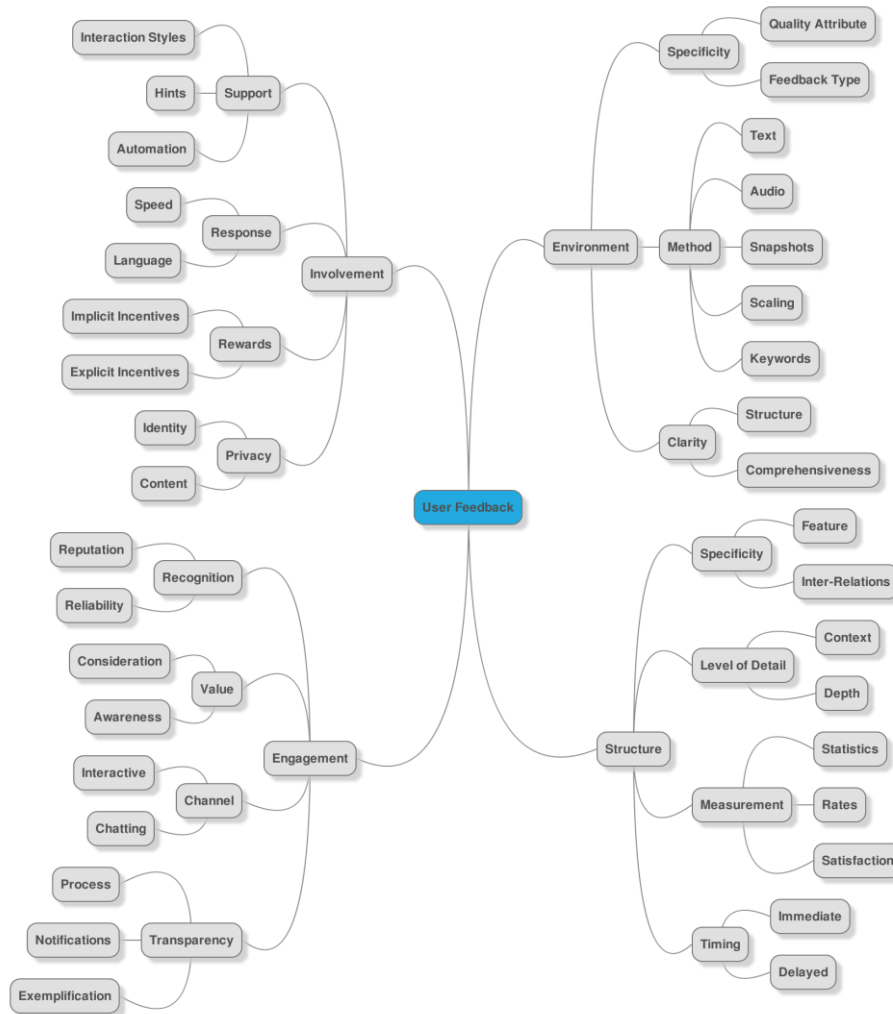 Interaction Styles
Hints
Support
Automation
Speed
Response
Language
Involvement
Implicit Incentives
Rewards
Explicit Incentives
Identity
Privacy
Content
Reputation
Recognition
Reliability
Consideration
Value
Awareness
Engagement
Interactive
Channel
Chatting
Process
Notifications
Transparency
Exemplification
User Feedback
Quality Attribute
Specificity
Feedback Type
Text
Audio
Environment
Method
Snapshots
Scaling
Keywords
Structure
Clarity
Comprehensiveness
Feature
Specificity
Inter-Relations
Context
Level of Detail
Depth
Structure
Statistics
Measurement
Rates
Satisfaction
Immediate
Timing
Delayed